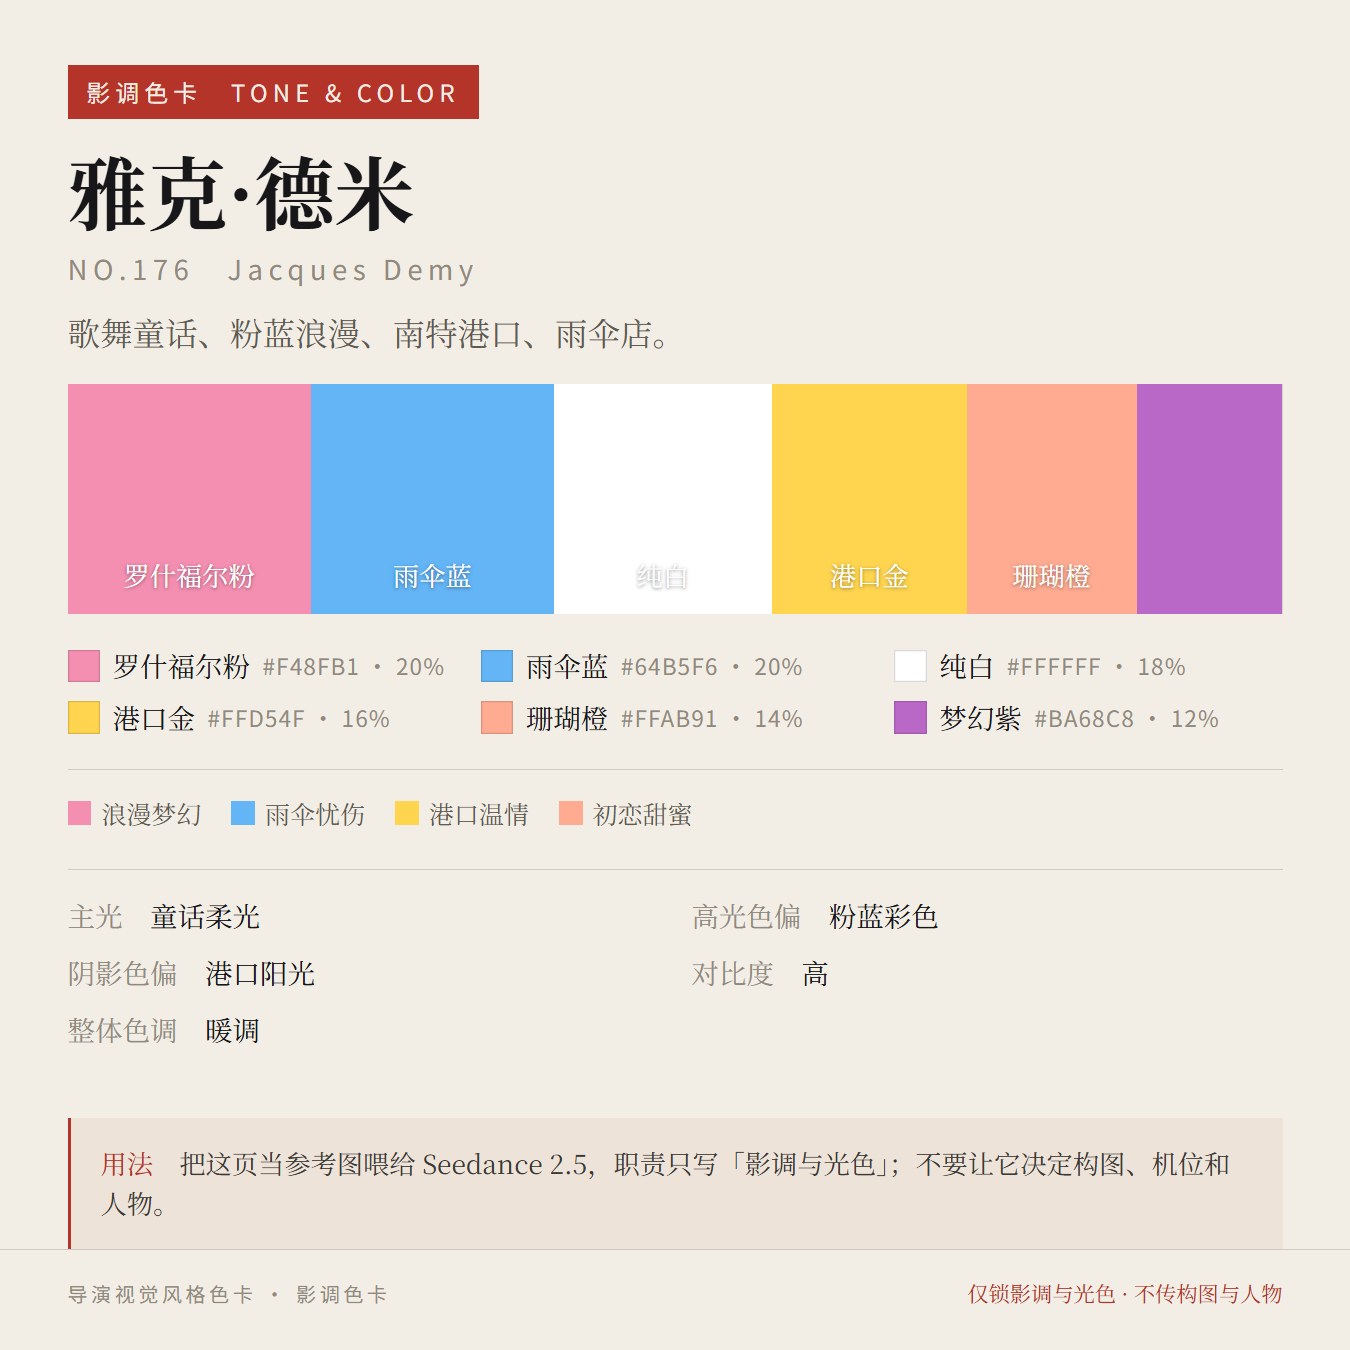 影调色卡 TONE & COLOR
雅克·德米
NO.176 Jacques Demy
歌舞童话、粉蓝浪漫、南特港口、雨伞店。
罗什福尔粉 雨伞蓝 纯白 港口金 珊瑚橙
罗什福尔粉 #F48FB1 · 20% 雨伞蓝 #64B5F6 · 20% 纯白 #FFFFFF · 18%
港口金 #FFD54F · 16% 珊瑚橙 #FFAB91 · 14% 梦幻紫 #BA68C8 · 12%
浪漫梦幻 雨伞忧伤 港口温情 初恋甜蜜
主光 童话柔光 高光色偏 粉蓝彩色
阴影色偏 港口阳光 对比度 高
整体色调 暖调
用法 把这页当参考图喂给 Seedance 2.5，职责只写「影调与光色」；不要让它决定构图、机位和
人物。
导演视觉风格色卡 · 影调色卡 仅锁影调与光色 · 不传构图与人物